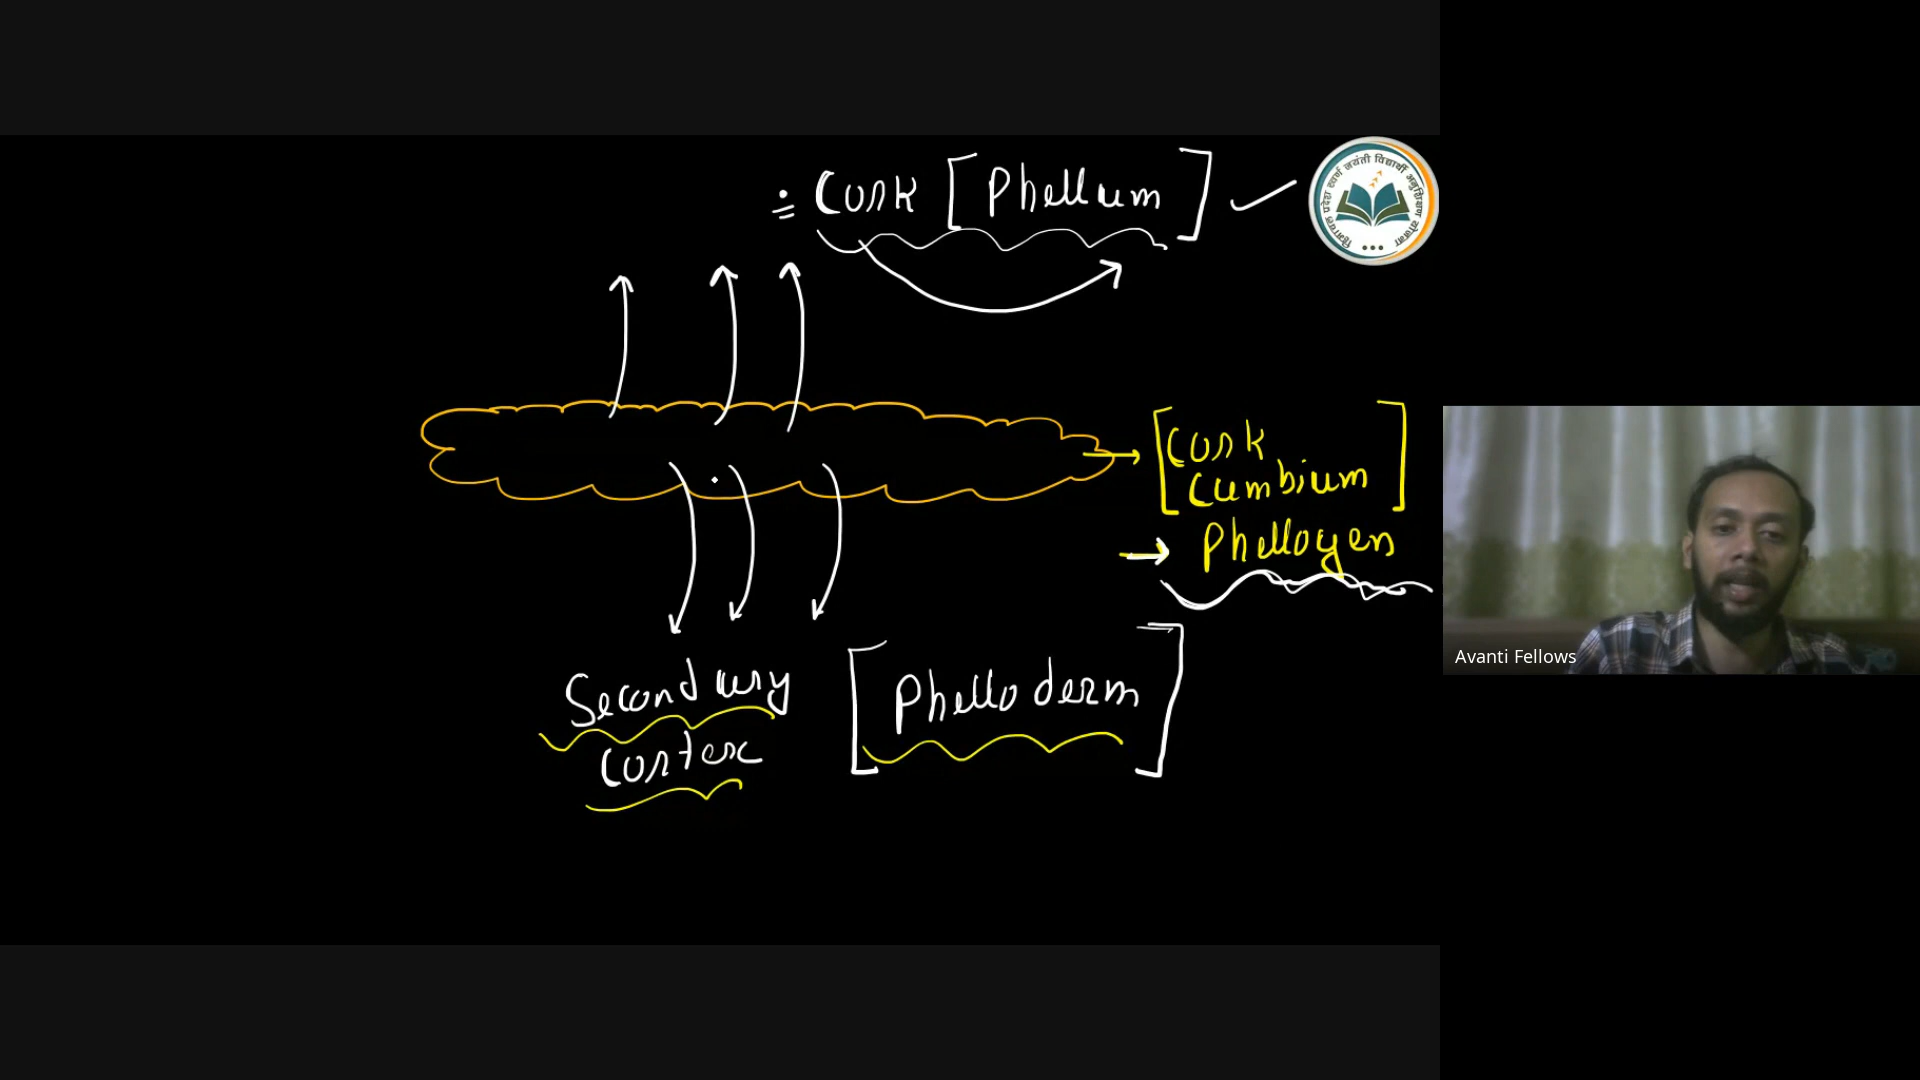 Cork [Phellum]
[Cork
Cambium]
→ Phellogen
Secondary [Phelloderm]
Cortex
Avanti Fellows